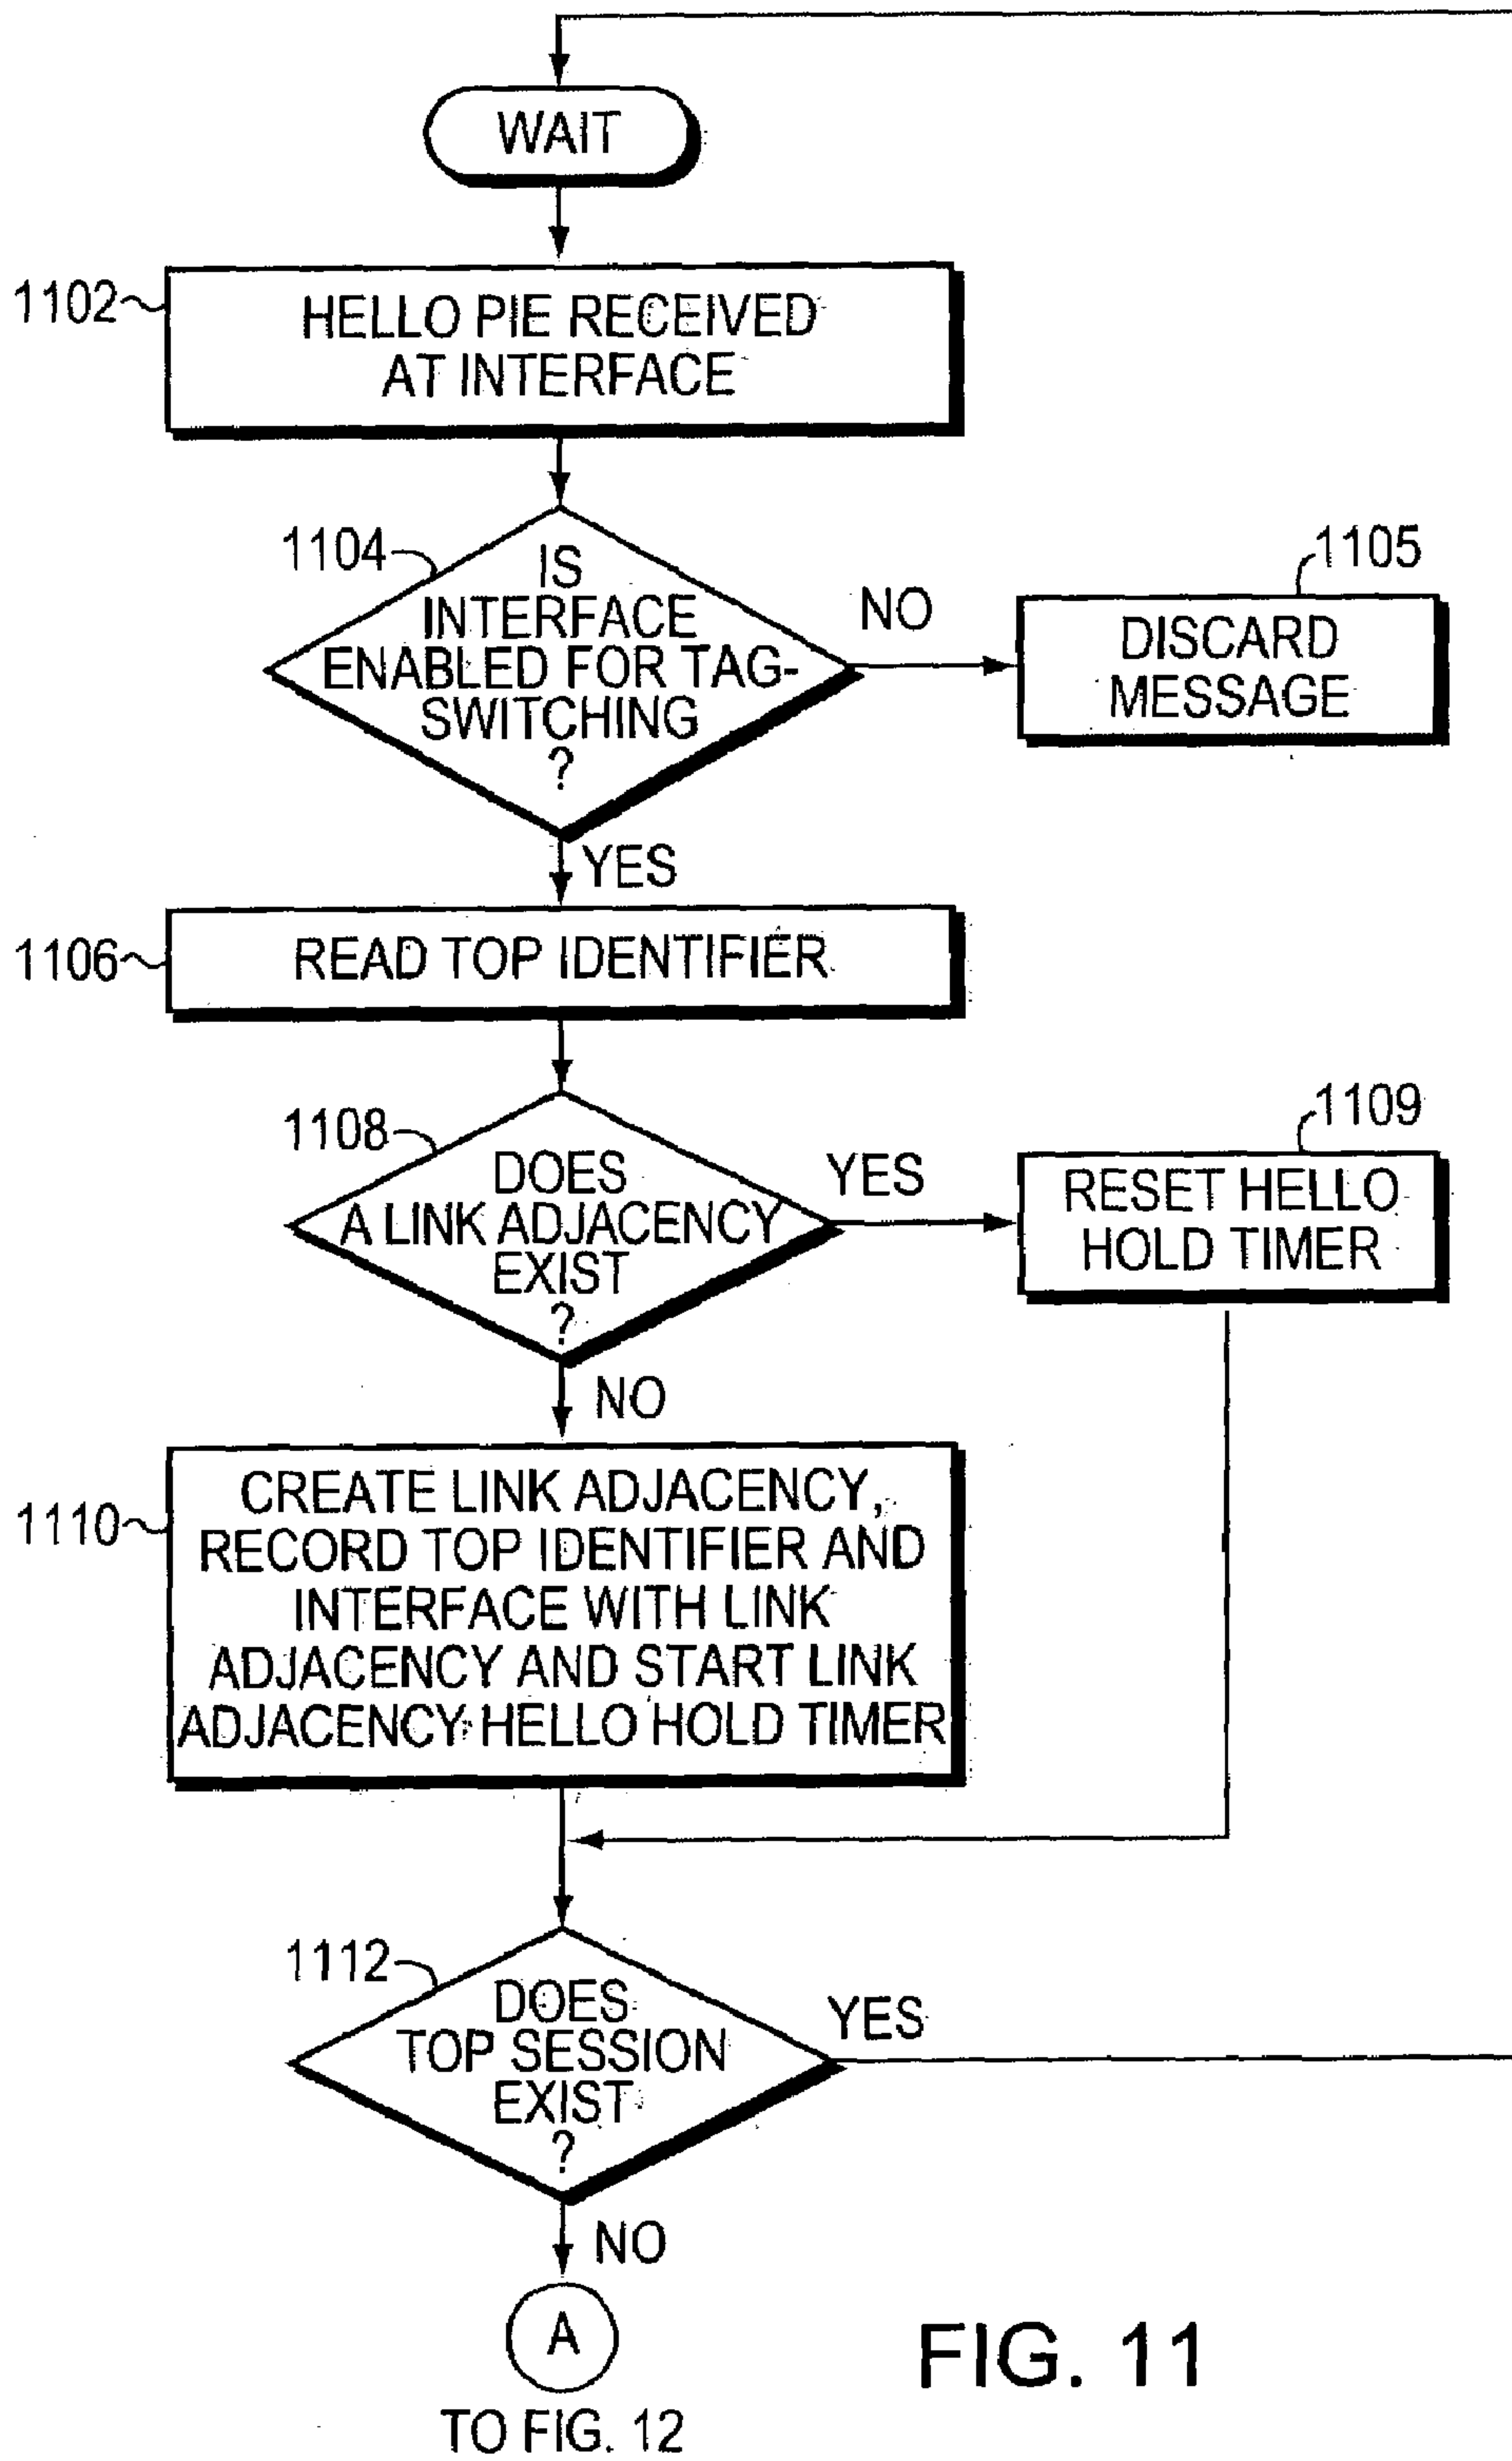 WAIT
1102
HELLO PIE RECEIVED
AT INTERFACE
1104
IS
INTERFACE
ENABLED FOR TAG-
SWITCHING
?
NO
1105
DISCARD
MESSAGE
YES
1106
READ TOP IDENTIFIER
1108
DOES
A LINK ADJACENCY
EXIST
?
YES
1109
RESET HELLO
HOLD TIMER
NO
1110
CREATE LINK ADJACENCY,
RECORD TOP IDENTIFIER AND
INTERFACE WITH LINK
ADJACENCY AND START LINK
ADJACENCY HELLO HOLD TIMER
1112
DOES
TOP SESSION
EXIST
?
YES
NO
A
TO FIG. 12
FIG. 11